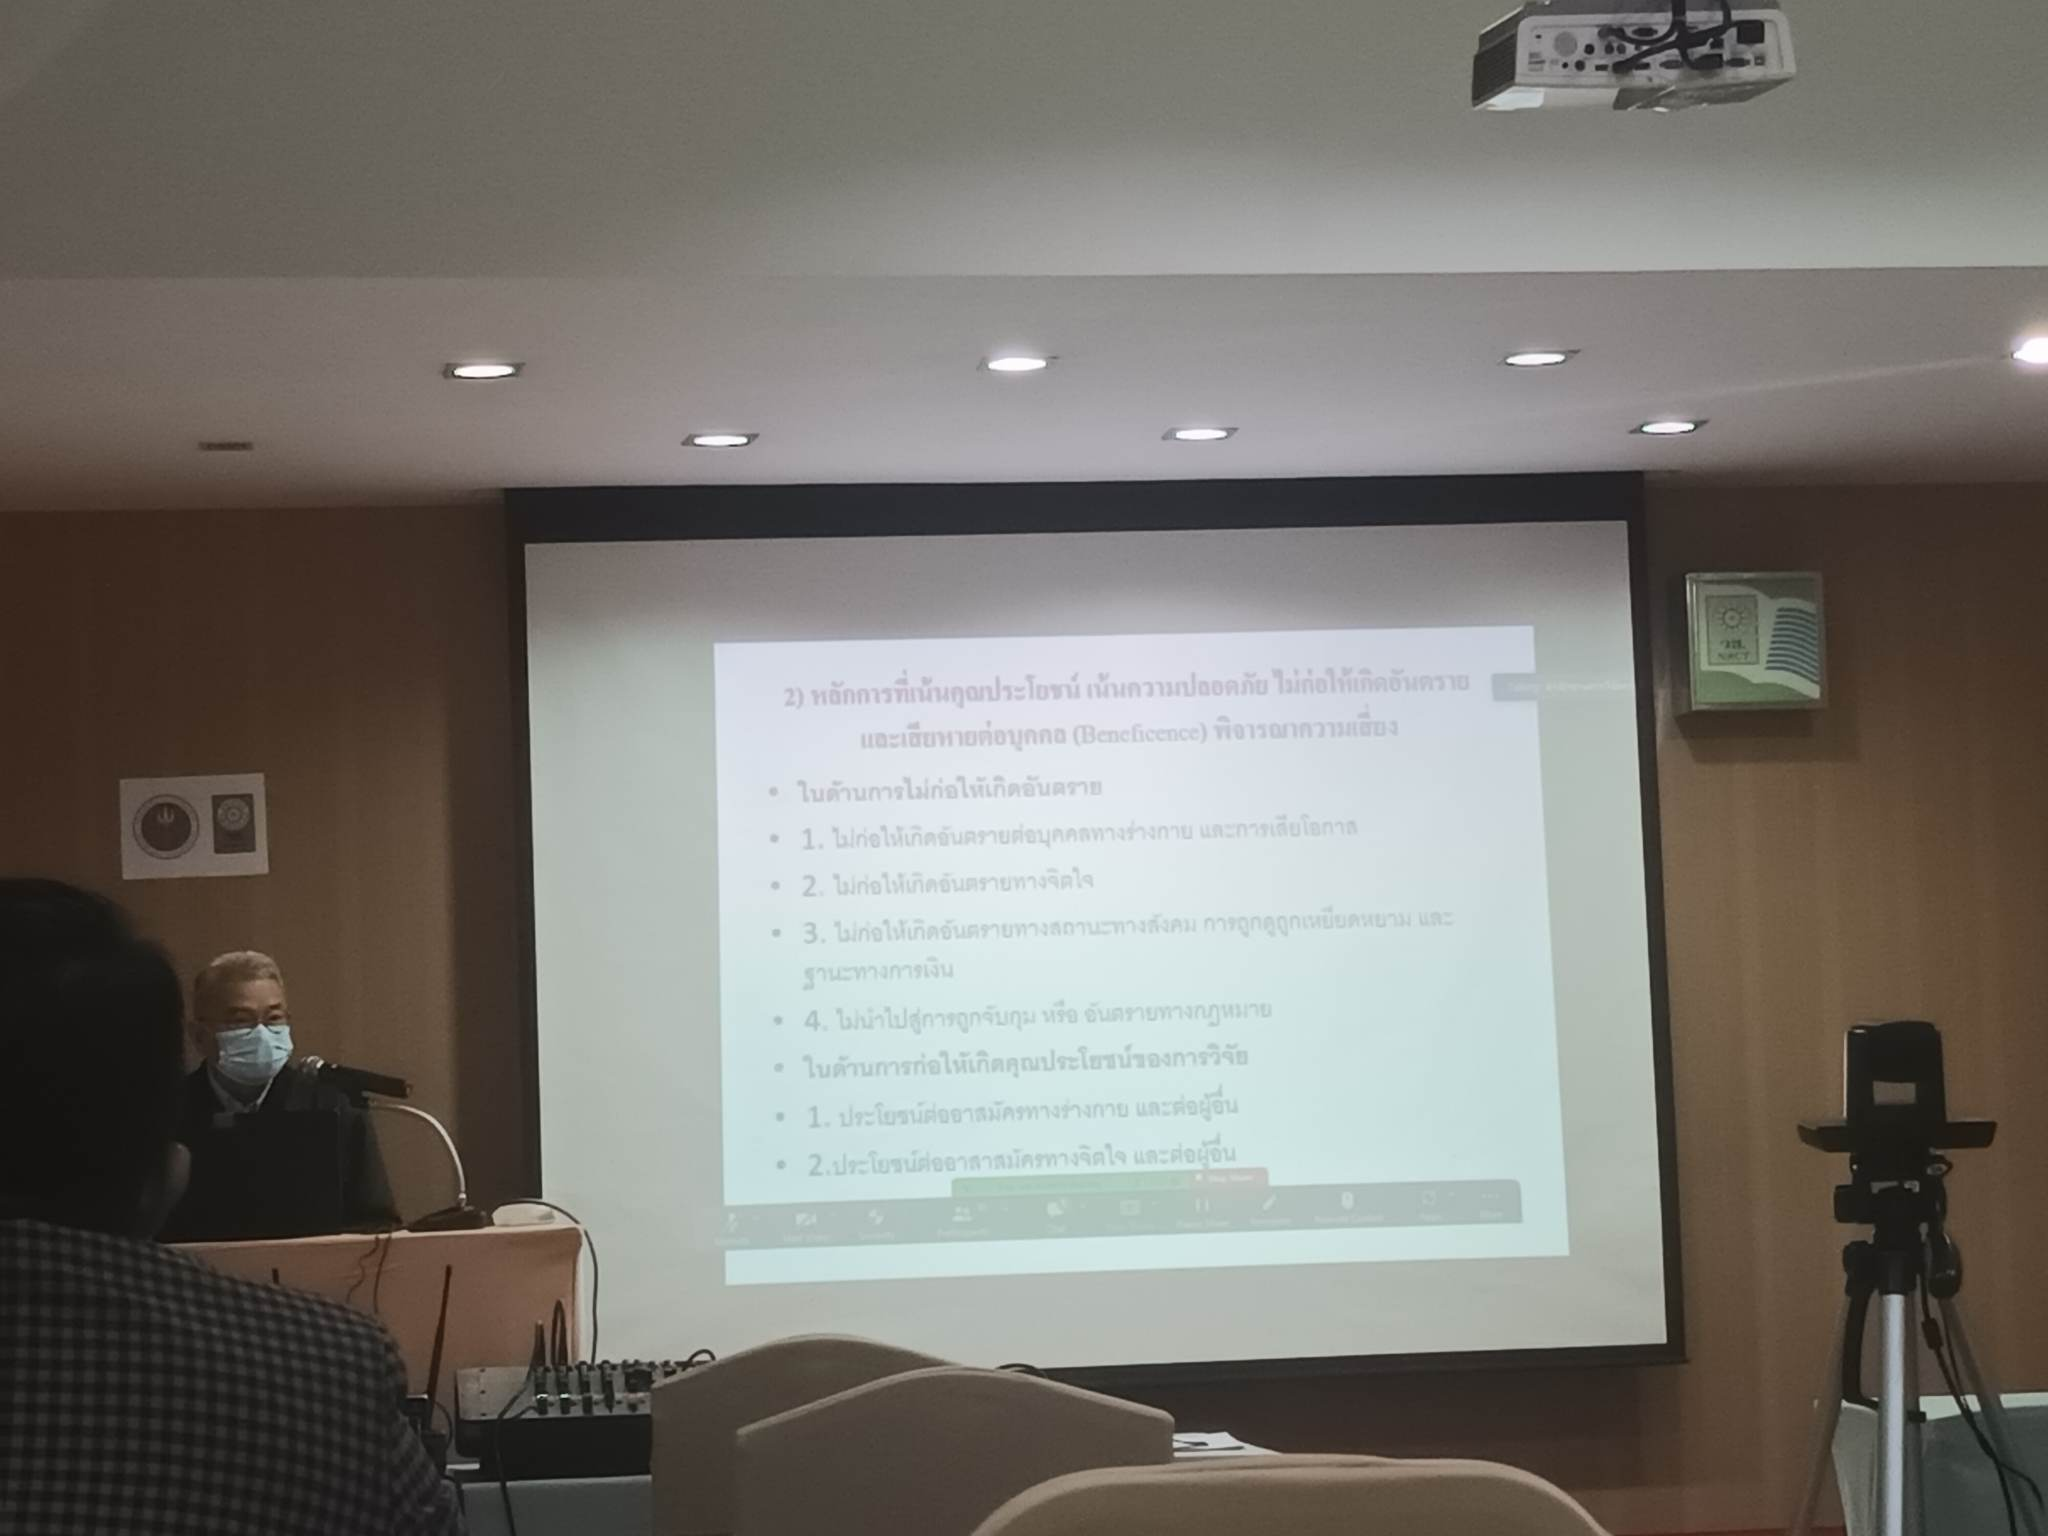 2) หลักการที่เน้นคุณประโยชน์ เน้นความปลอดภัย ไม่ก่อให้เกิดอันตราย
และเสียหายต่อบุคคล (Beneficence) พิจารณาความเสี่ยง
• ในด้านการไม่ก่อให้เกิดอันตราย
• 1. ไม่ก่อให้เกิดอันตรายต่อบุคคลทางร่างกาย และการเสียโอกาส
• 2. ไม่ก่อให้เกิดอันตรายทางจิตใจ
• 3. ไม่ก่อให้เกิดอันตรายทางสถานะทางสังคม การถูกดูถูกเหยียดหยาม และ
ฐานะทางการเงิน
• 4. ไม่นำไปสู่การถูกจับกุม หรือ อันตรายทางกฎหมาย
• ในด้านการก่อให้เกิดคุณประโยชน์ของการวิจัย
• 1. ประโยชน์ต่ออาสมัครทางร่างกาย และต่อผู้อื่น
• 2.ประโยชน์ต่ออาสาสมัครทางจิตใจ และต่อผู้อื่น
วช.
NRCT